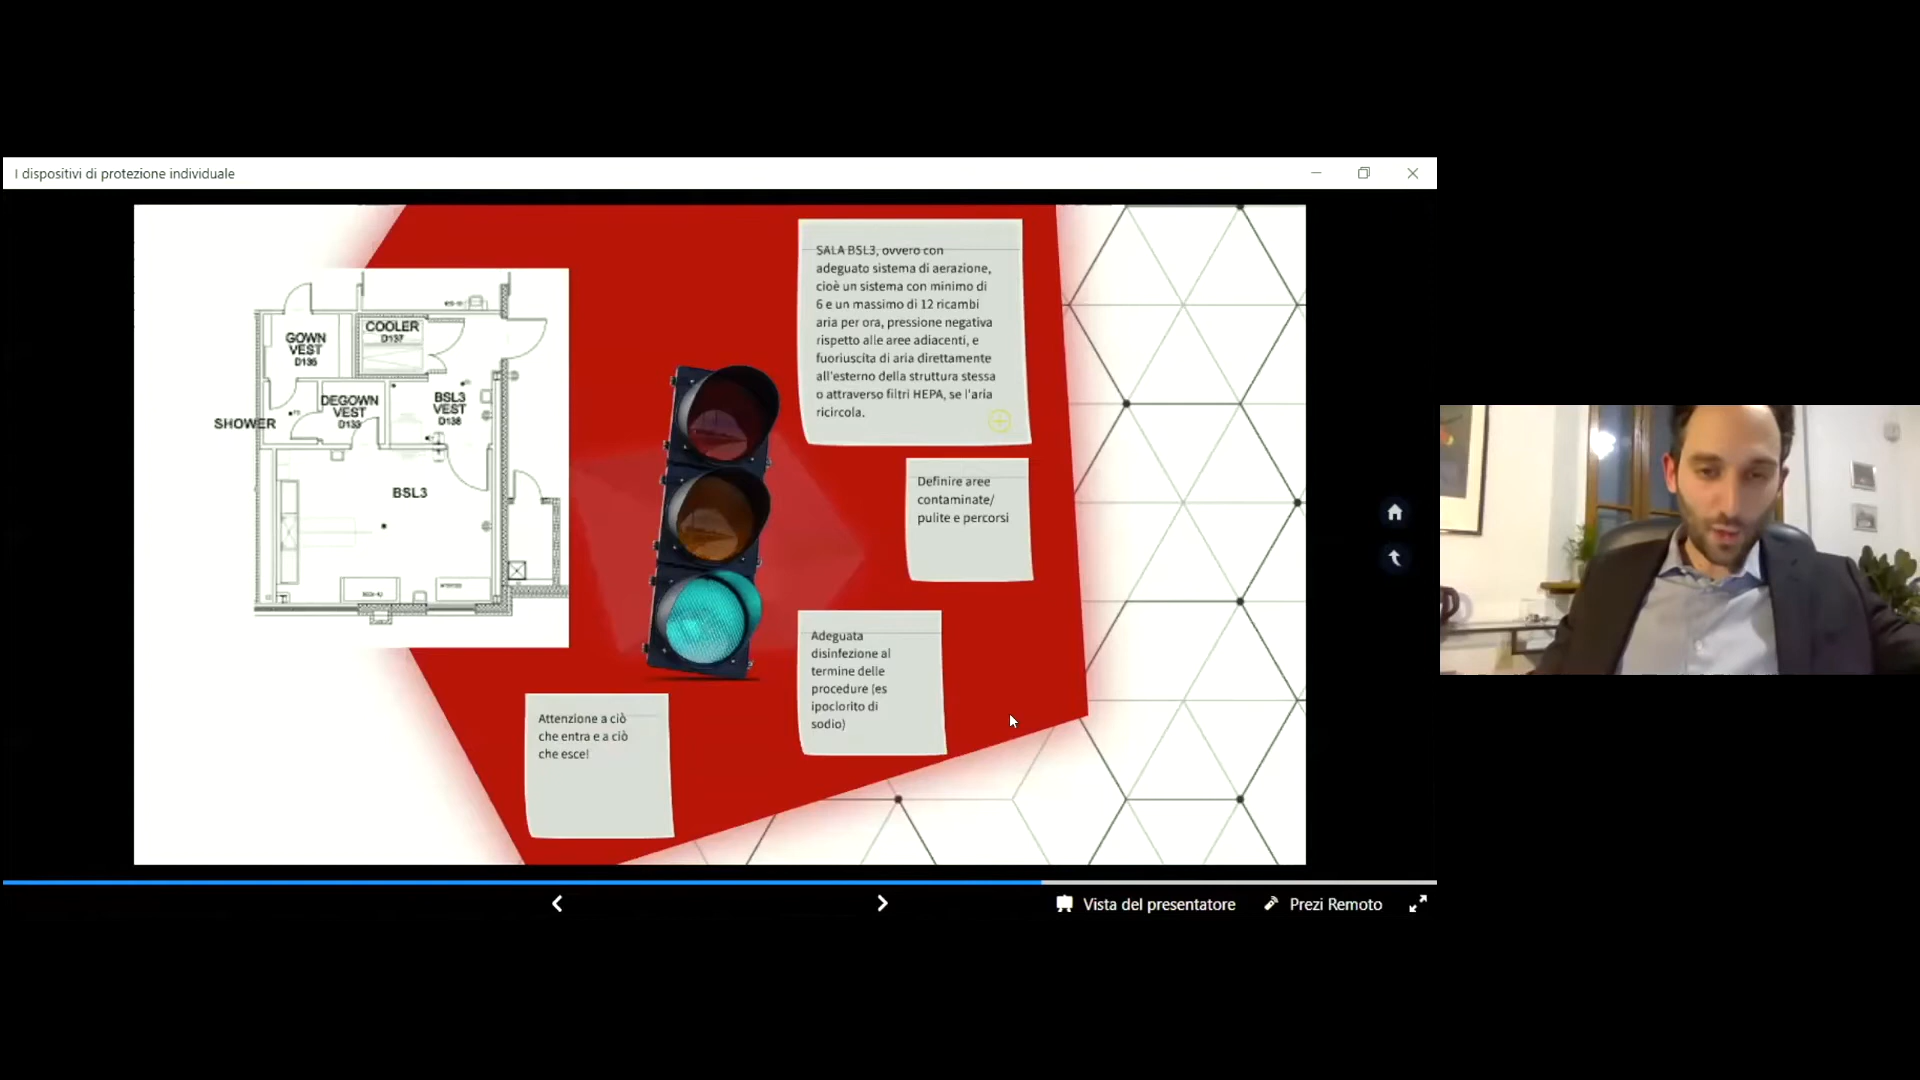 I dispositivi di protezione individuale
GOWN
VEST
D135
COOLER
D137
SHOWER
DEGOWN
VEST
D133
BSL3
VEST
D138
BSL3
SALA BSL3, ovvero con
adeguato sistema di aerazione,
cioè un sistema con minimo di
6 e un massimo di 12 ricambi
aria per ora, pressione negativa
rispetto alle aree adiacenti, e
fuoriuscita di aria direttamente
all'esterno della struttura stessa
o attraverso filtri HEPA, se l'aria
ricircola.
Definire aree
contaminate/
pulite e percorsi
Adeguata
disinfezione al
termine delle
procedure (es
ipoclorito di
sodio)
Attenzione a ciò
che entra e a ciò
che esce!
Vista del presentatore
Prezi Remoto